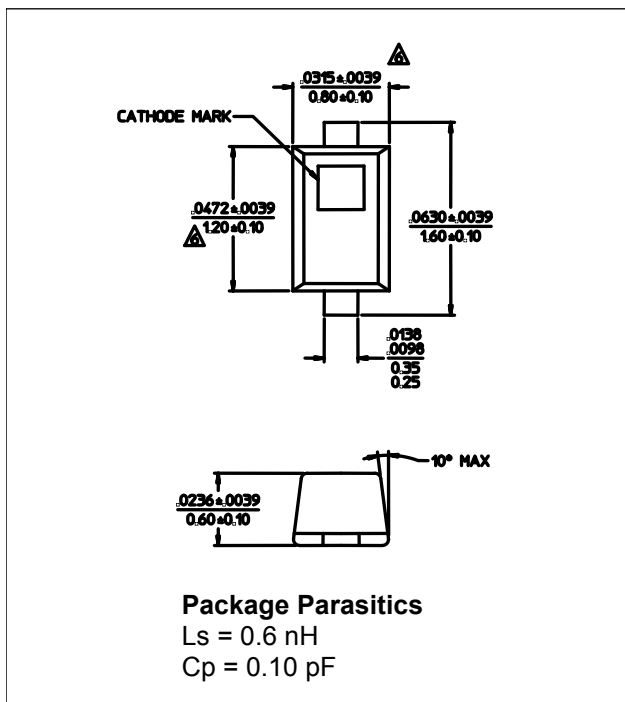 6
.0315±.0039
0.80±0.10
CATHODE MARK
.0472±.0039
1.20±0.10
6
.0630±.0039
1.60±0.10
.0138
.0098
0.35
0.25
10° MAX
.0236±.0039
0.60±0.10
Package Parasitics
Ls = 0.6 nH
Cp = 0.10 pF